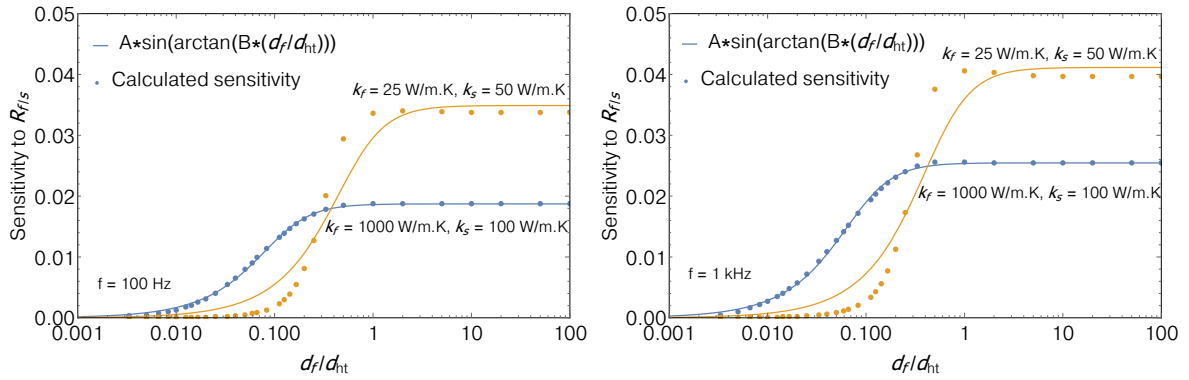 0.05
0.04
0.03
0.02
0.01
0.00
Sensitivity to R_{f/s}
A*sin(arctan(B*(d_f/d_ht)))
Calculated sensitivity
k_f = 25 W/m.K, k_s = 50 W/m.K
k_f = 1000 W/m.K, k_s = 100 W/m.K
f = 100 Hz
0.001 0.010 0.100 1 10 100
d_f/d_ht
0.05
0.04
0.03
0.02
0.01
0.00
Sensitivity to R_{f/s}
A*sin(arctan(B*(d_f/d_ht)))
Calculated sensitivity
k_f = 25 W/m.K, k_s = 50 W/m.K
k_f = 1000 W/m.K, k_s = 100 W/m.K
f = 1 kHz
0.001 0.010 0.100 1 10 100
d_f/d_ht